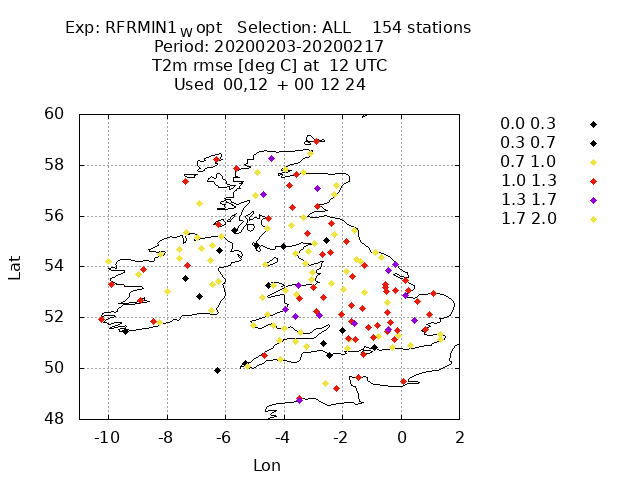 Exp: RFRMIN1wopt Selection: ALL 154 stations
Period: 20200203-20200217
T2m rmse [deg C] at 12 UTC
Used 00,12 + 00 12 24
60
58
56
54
52
50
48
-10 -8 -6 -4 -2 0 2
Lat
Lon
0.0 0.3
0.3 0.7
0.7 1.0
1.0 1.3
1.3 1.7
1.7 2.0